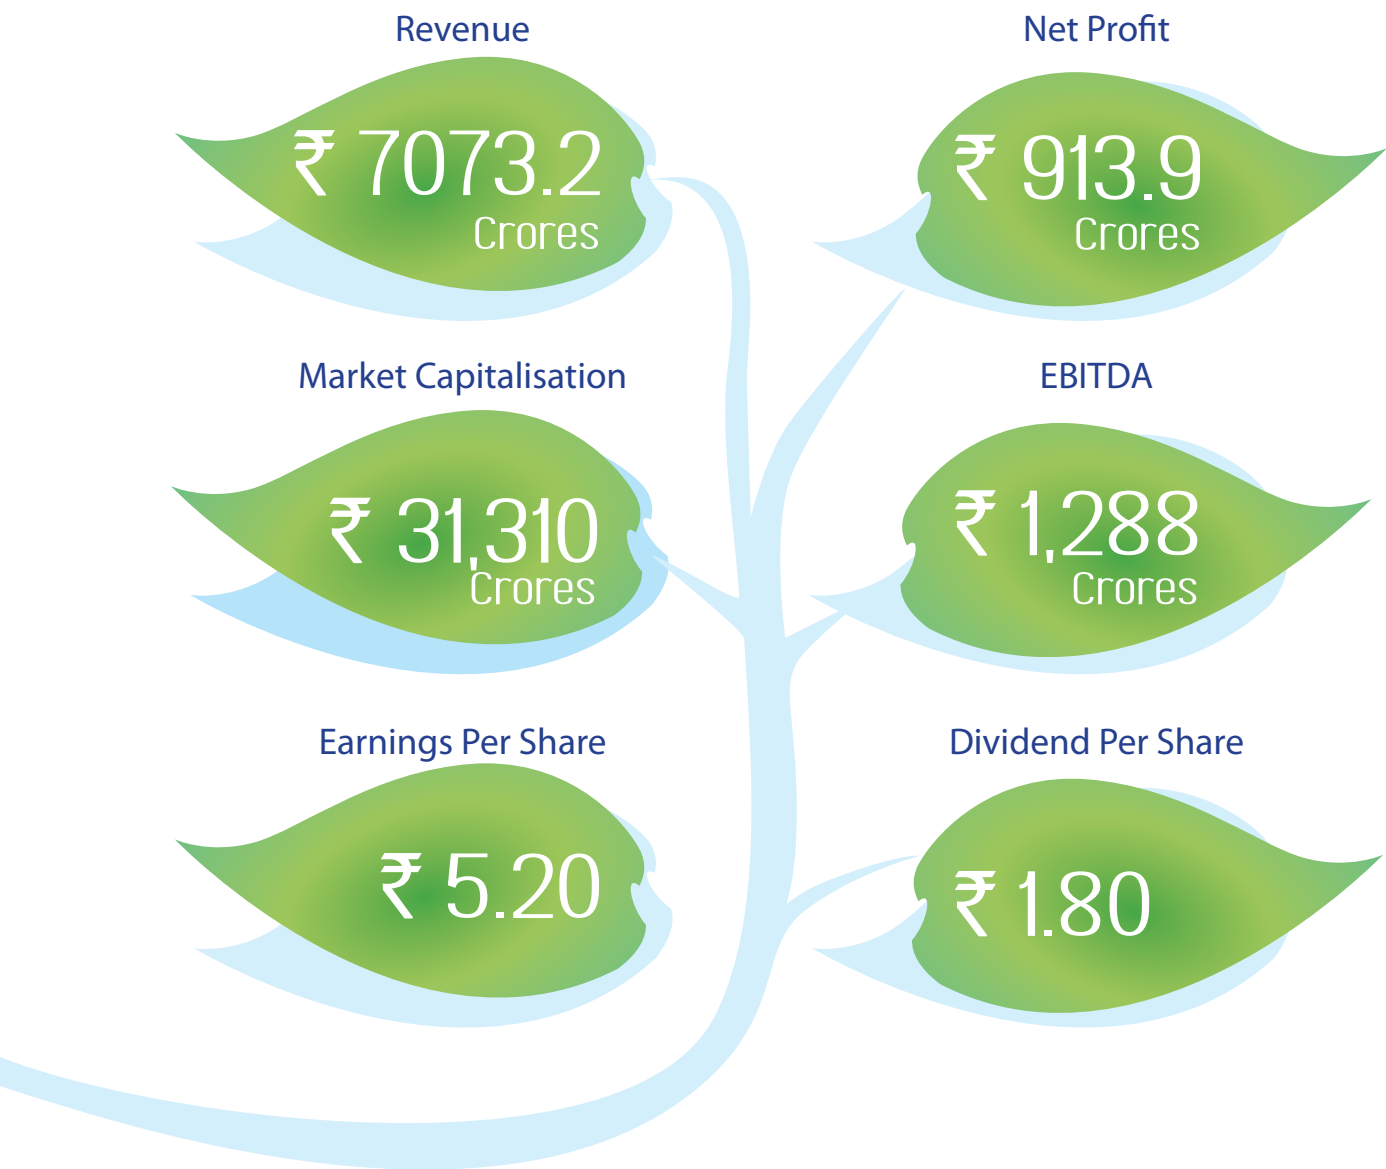 Revenue
₹ 7073.2
Crores
Net Profit
₹ 913.9
Crores
Market Capitalisation
₹ 31,310
Crores
EBITDA
₹ 1,288
Crores
Earnings Per Share
₹ 5.20
Dividend Per Share
₹ 1.80